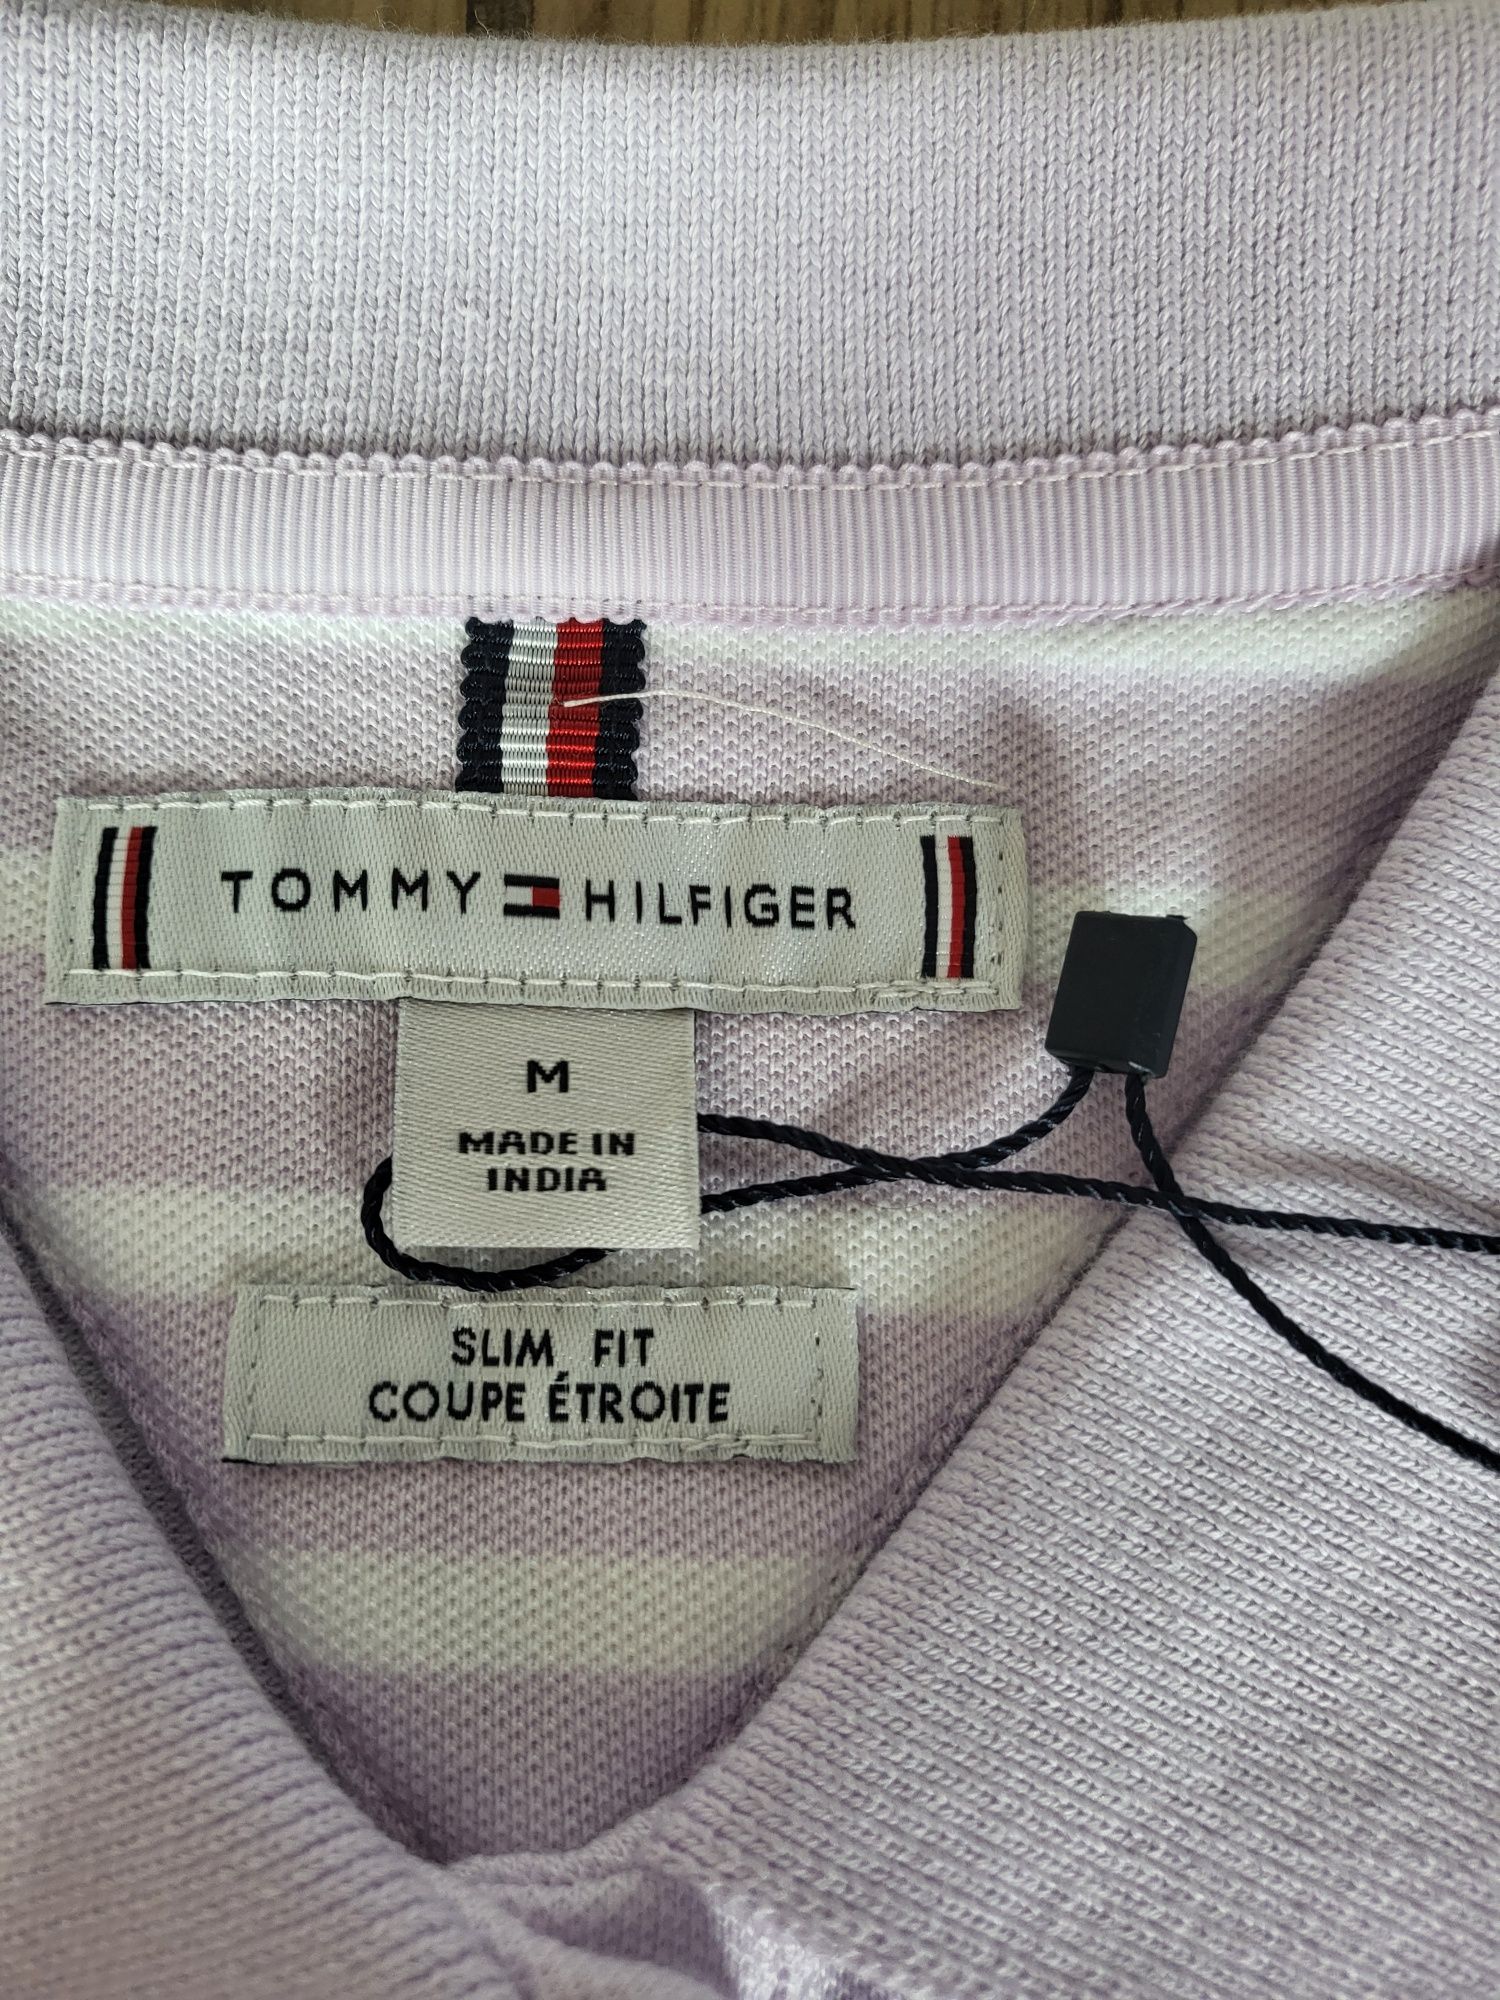 TOMMY HILFIGER
M
MADE IN
INDIA
SLIM FIT
COUPE ÉTROITE